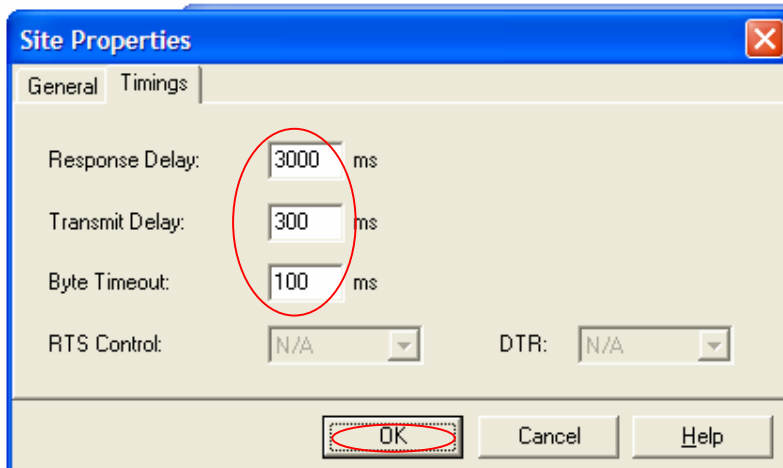 Site Properties
General Timings
Response Delay: 3000 ms
Transmit Delay: 300 ms
Byte Timeout: 100 ms
RTS Control: N/A DTR: N/A
OK Cancel Help